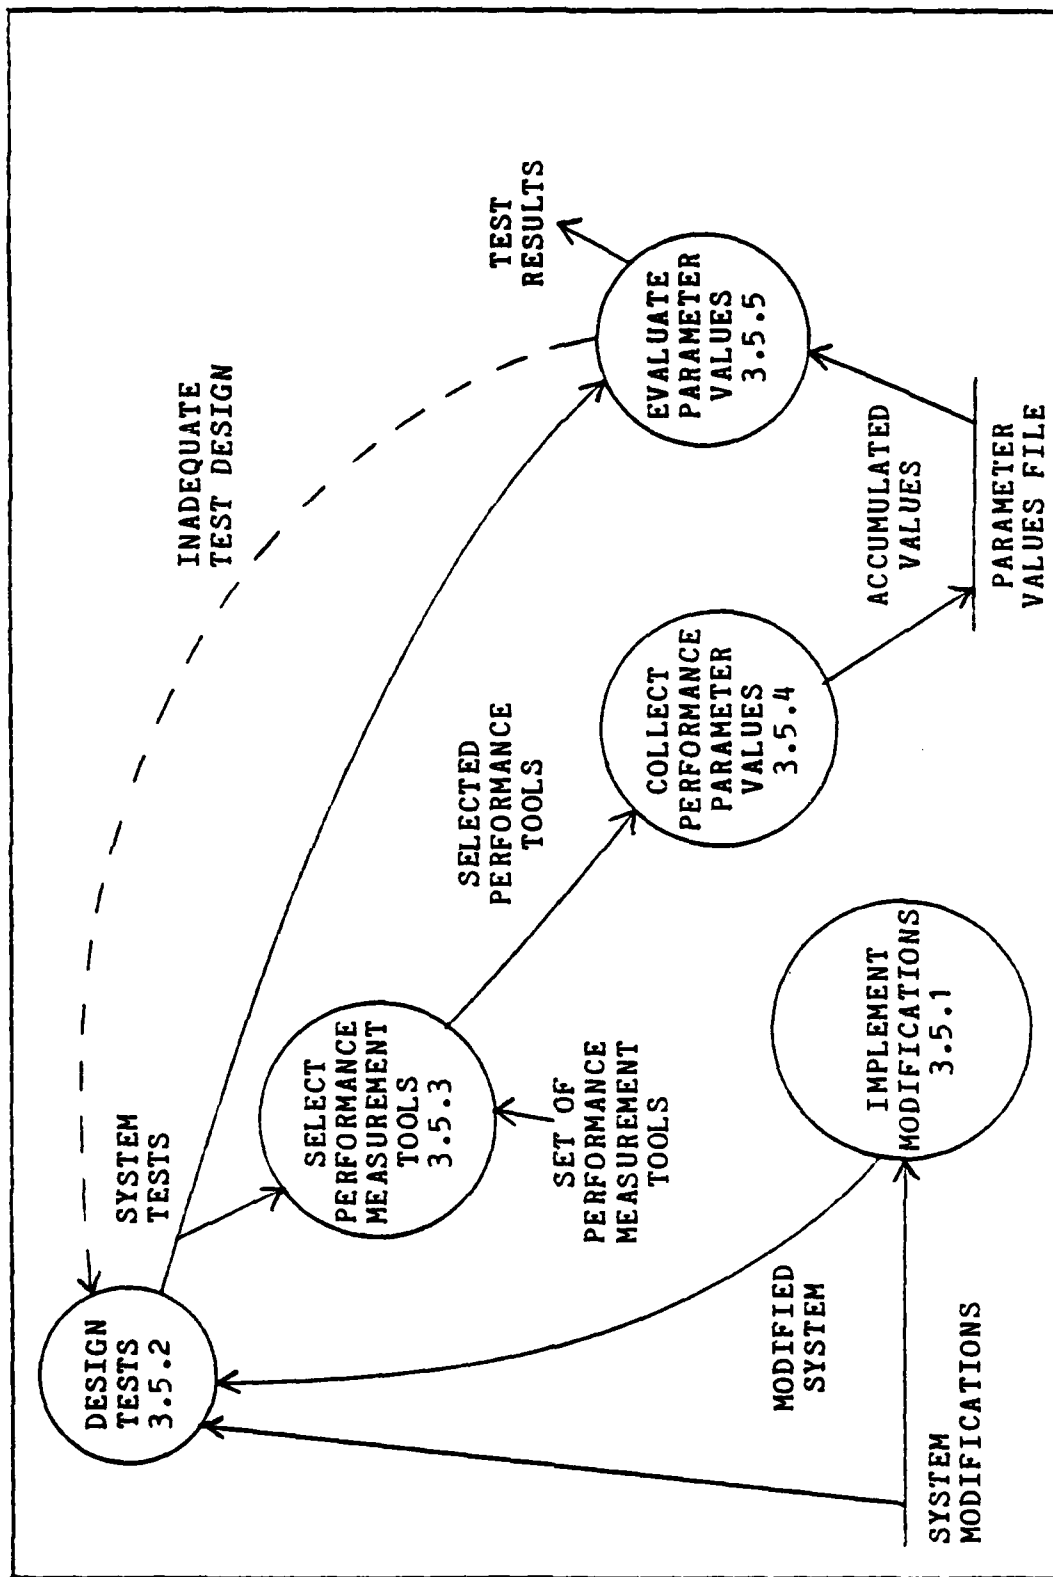 DESIGN
TESTS
3.5.2
SYSTEM
TESTS
INADEQUATE
TEST DESIGN
SELECT
PERFORMANCE
MEASUREMENT
TOOLS
3.5.3
SET OF
PERFORMANCE
MEASUREMENT
TOOLS
SELECTED
PERFORMANCE
TOOLS
TEST
RESULTS
EVALUATE
PARAMETER
VALUES
3.5.5
COLLECT
PERFORMANCE
PARAMETER
VALUES
3.5.4
ACCUMULATED
VALUES
PARAMETER
VALUES FILE
MODIFIED
SYSTEM
IMPLEMENT
MODIFICATIONS
3.5.1
SYSTEM
MODIFICATIONS